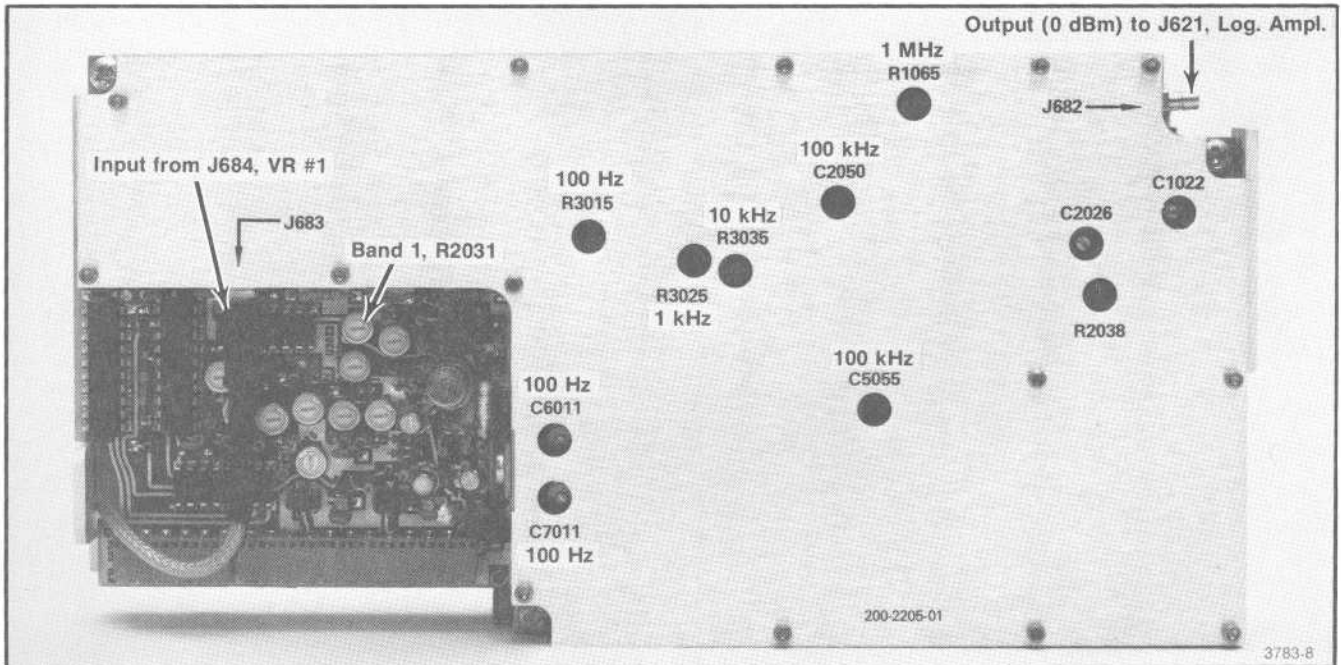 Output (0 dBm) to J621, Log. Ampl.
1 MHz
R1065
J682
Input from J684, VR #1
100 kHz
C2050
C1022
100 Hz
R3015
J683
10 kHz
R3035
C2026
Band 1, R2031
R3025
1 kHz
R2038
100 kHz
C5055
100 Hz
C6011
C7011
100 Hz
200-2205-01
3783-8